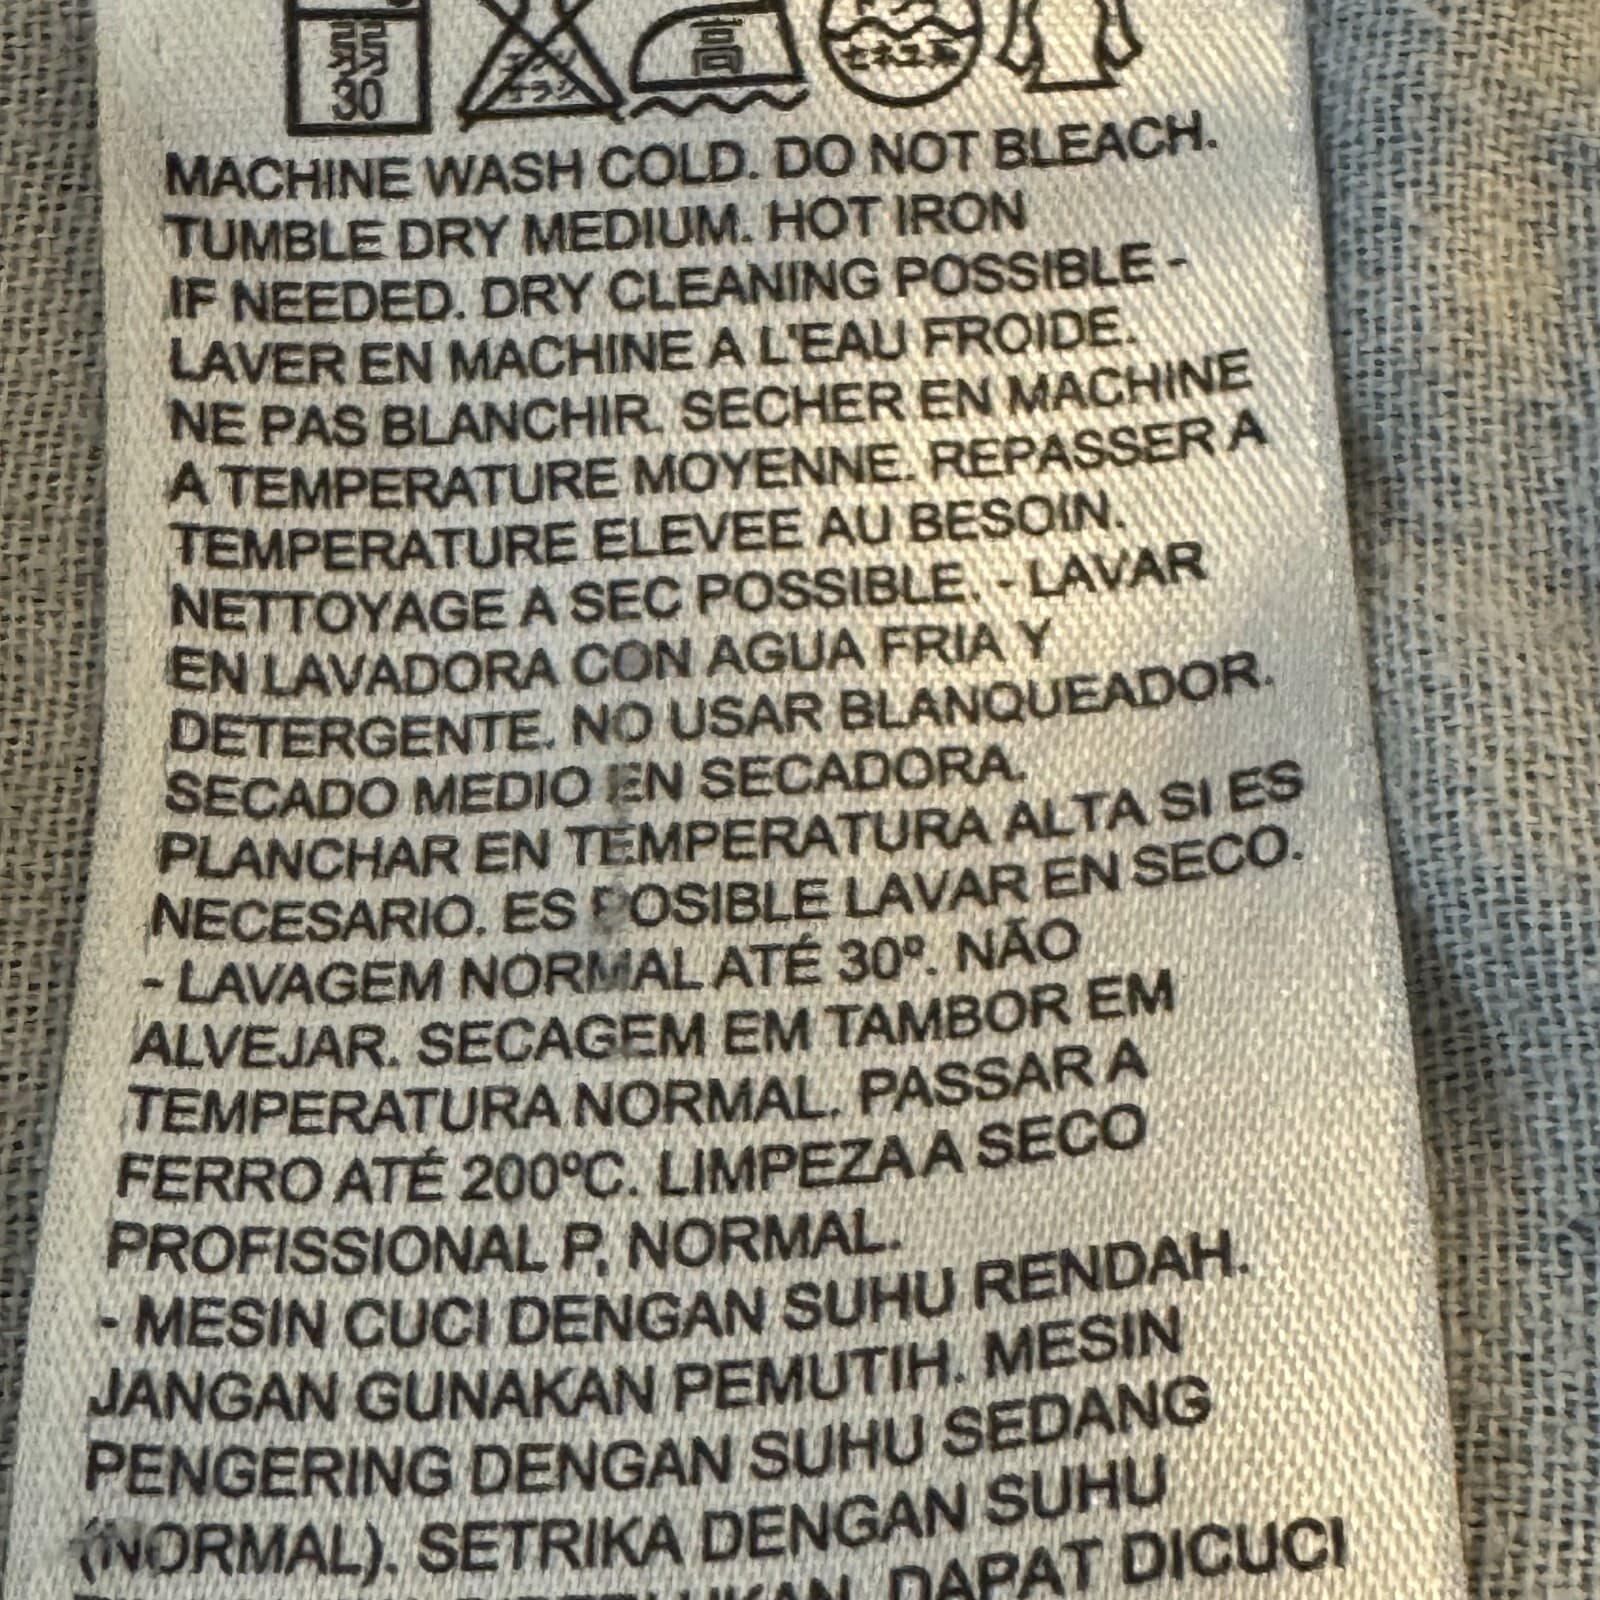 30
高
MACHINE WASH COLD. DO NOT BLEACH.
TUMBLE DRY MEDIUM. HOT IRON
IF NEEDED. DRY CLEANING POSSIBLE -
LAVER EN MACHINE A L'EAU FROIDE.
NE PAS BLANCHIR. SECHER EN MACHINE
A TEMPERATURE MOYENNE. REPASSER A
TEMPERATURE ELEVEE AU BESOIN.
NETTOYAGE A SEC POSSIBLE. - LAVAR
EN LAVADORA CON AGUA FRIA Y
DETERGENTE. NO USAR BLANQUEADOR.
SECADO MEDIO EN SECADORA.
PLANCHAR EN TEMPERATURA ALTA SI ES
NECESARIO. ES POSIBLE LAVAR EN SECO.
- LAVAGEM NORMAL ATÉ 30º. NÃO
ALVEJAR. SECAGEM EM TAMBOR EM
TEMPERATURA NORMAL. PASSAR A
FERRO ATÉ 200ºC. LIMPEZA A SECO
PROFISSIONAL P, NORMAL.
- MESIN CUCI DENGAN SUHU RENDAH.
JANGAN GUNAKAN PEMUTIH. MESIN
PENGERING DENGAN SUHU SEDANG
(NORMAL). SETRIKA DENGAN SUHU
DAPAT DICUCI